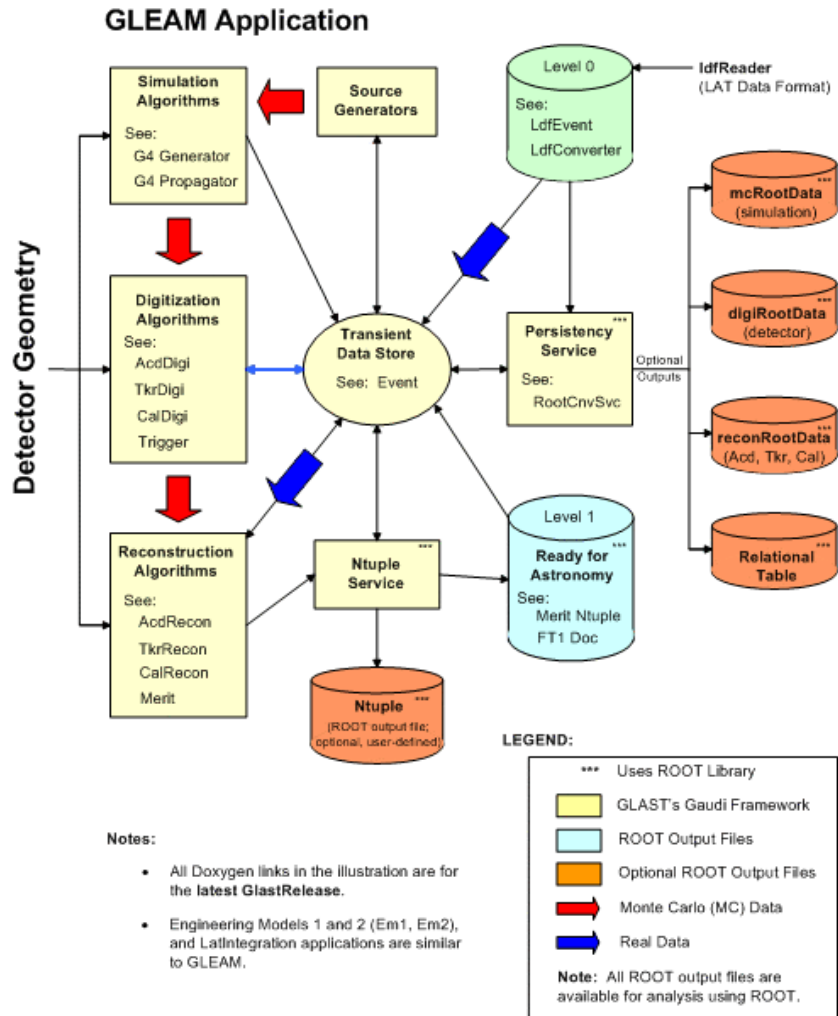 GLEAM Application
Simulation
Algorithms
See:
G4 Generator
G4 Propagator
Source
Generators
Level 0
See:
LdfEvent
LdfConverter
ldfReader
(LAT Data Format)
***
mcRootData
(simulation)
Detector Geometry
Digitization
Algorithms
See:
AcdDigi
TkrDigi
CalDigi
Trigger
Transient
Data Store
See: Event
***
Persistency
Service
See:
RootCnvSvc
Optional
Outputs
***
digiRootData
(detector)
***
reconRootData
(Acd, Tkr, Cal)
***
Relational
Table
Reconstruction
Algorithms
See:
AcdRecon
TkrRecon
CalRecon
Merit
***
Ntuple
Service
Level 1
***
Ready for
Astronomy
See:
Merit Ntuple
FT1 Doc
***
Ntuple
(ROOT output file;
optional, user-defined)
LEGEND:
*** Uses ROOT Library
GLAST's Gaudi Framework
ROOT Output Files
Optional ROOT Output Files
Monte Carlo (MC) Data
Real Data
Note: All ROOT output files are
available for analysis using ROOT.
Notes:
• All Doxygen links in the illustration are for
the latest GlastRelease.
• Engineering Models 1 and 2 (Em1, Em2),
and LatIntegration applications are similar
to GLEAM.